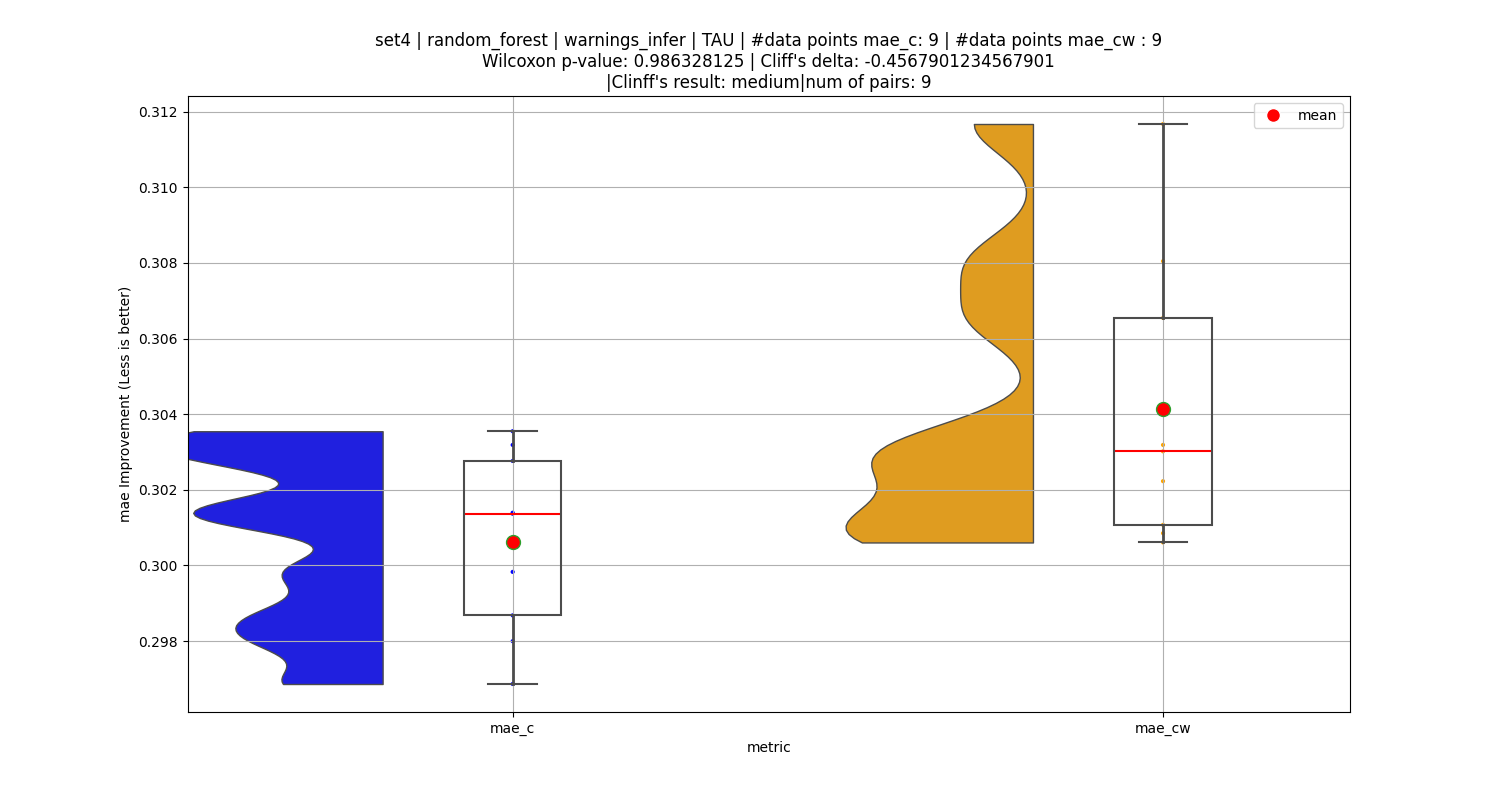 set4 | random_forest | warnings_infer | TAU | #data points mae_c: 9 | #data points mae_cw : 9
Wilcoxon p-value: 0.986328125 | Cliff's delta: -0.4567901234567901
|Clinff's result: medium|num of pairs: 9
mean
0.312
0.310
0.308
0.306
0.304
0.302
0.300
0.298
mae Improvement (Less is better)
mae_c
mae_cw
metric